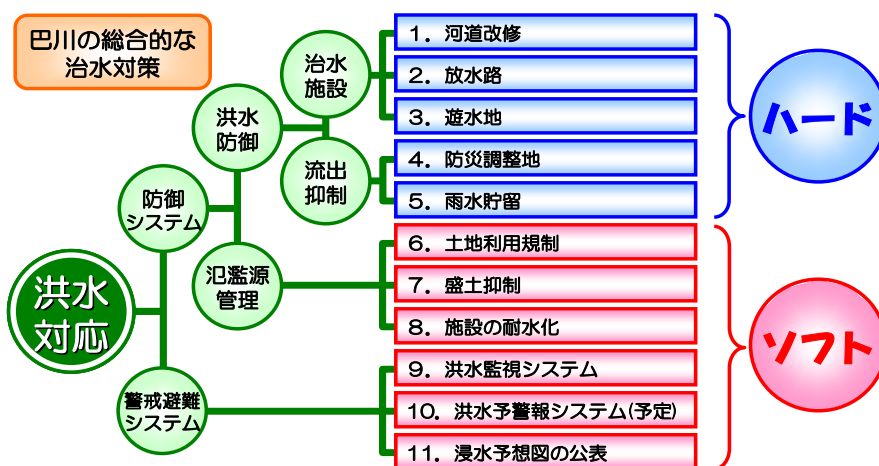 巴川の総合的な
治水対策
洪水
対応
防御
システム
警戒避難
システム
洪水
防御
氾濫源
管理
治水
施設
流出
抑制
1. 河道改修
2. 放水路
3. 遊水地
4. 防災調整地
5. 雨水貯留
6. 土地利用規制
7. 盛土抑制
8. 施設の耐水化
9. 洪水監視システム
10. 洪水予警報システム(予定)
11. 浸水予想図の公表
ハード
ソフト